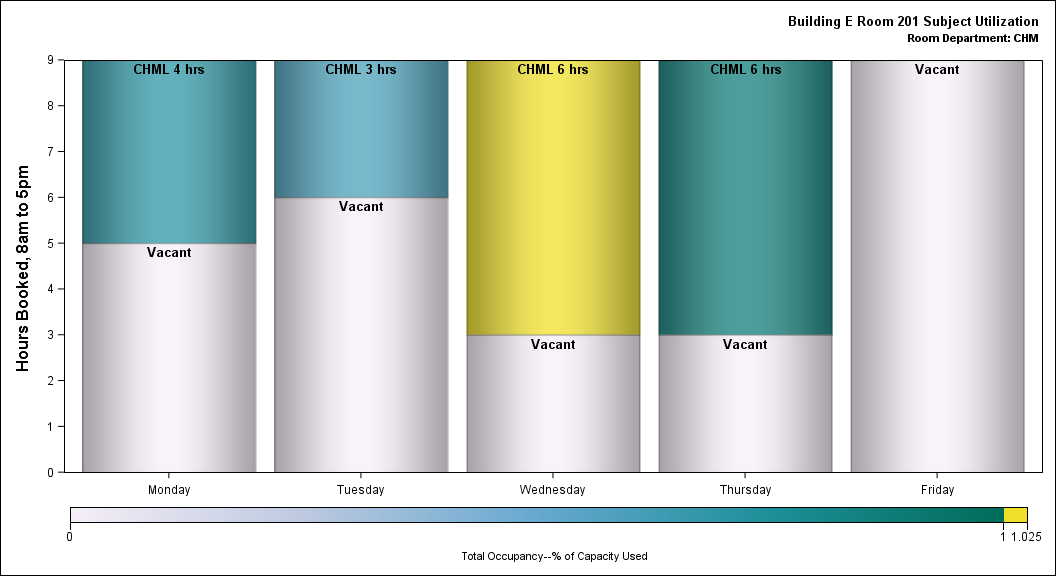 Building E Room 201 Subject Utilization
Room Department: CHM
Hours Booked, 8am to 5pm
9
8
7
6
5
4
3
2
1
0
CHML 4 hrs
CHML 3 hrs
CHML 6 hrs
CHML 6 hrs
Vacant
Vacant
Vacant
Vacant
Vacant
Monday
Tuesday
Wednesday
Thursday
Friday
0
1
1.025
Total Occupancy--% of Capacity Used